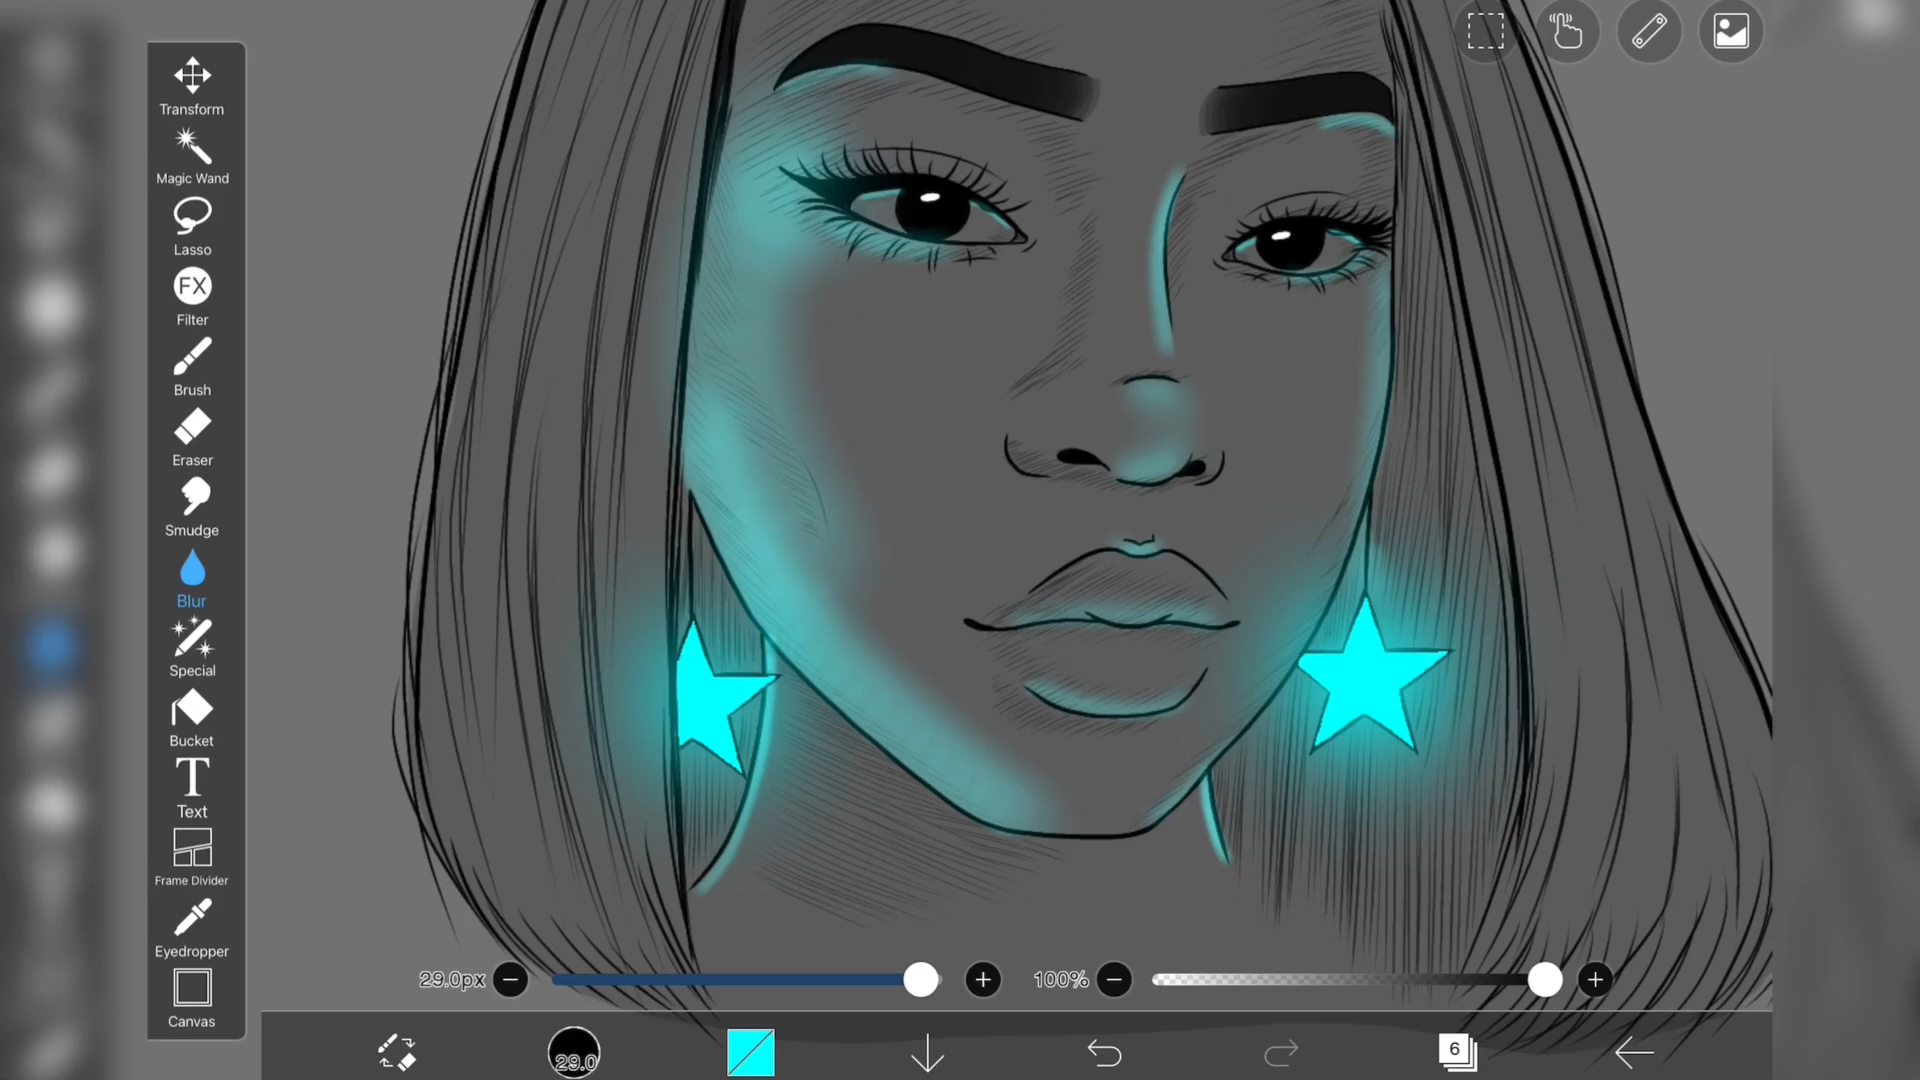 Transform
Magic Wand
Lasso
FX
Filter
Brush
Eraser
Smudge
Blur
Special
Bucket
T
Text
Frame Divider
Eyedropper
Canvas
29.0px
100%
29.0
6